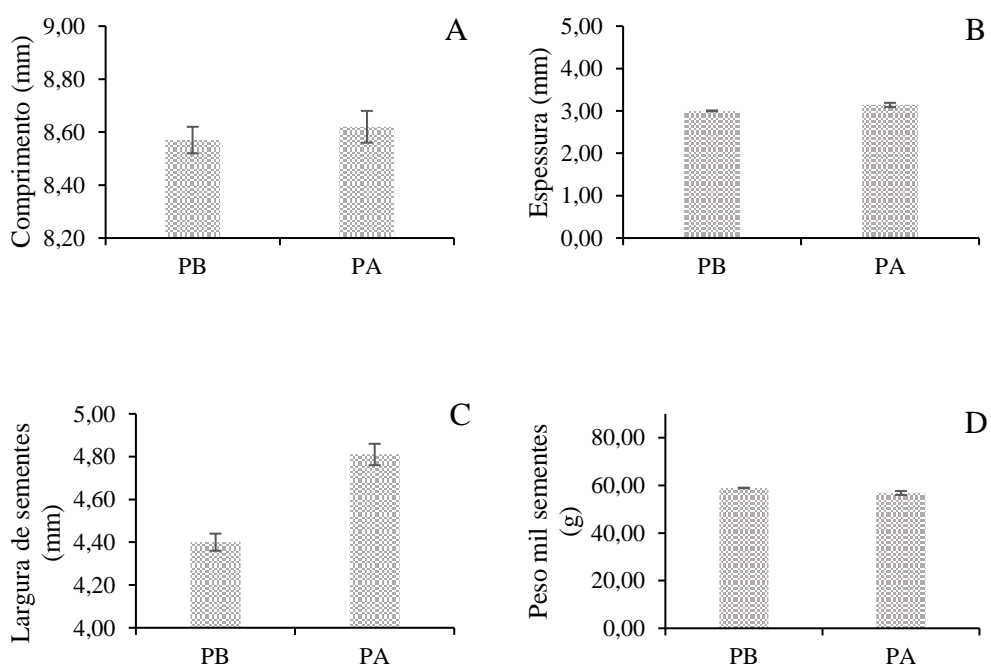 A
Comprimento (mm)
9,00
8,80
8,60
8,40
8,20
PB PA
B
Espessura (mm)
5,00
4,00
3,00
2,00
1,00
0,00
PB PA
C
Largura de sementes
(mm)
5,00
4,80
4,60
4,40
4,20
4,00
PB PA
D
Peso mil sementes
(g)
80,00
60,00
40,00
20,00
0,00
PB PA